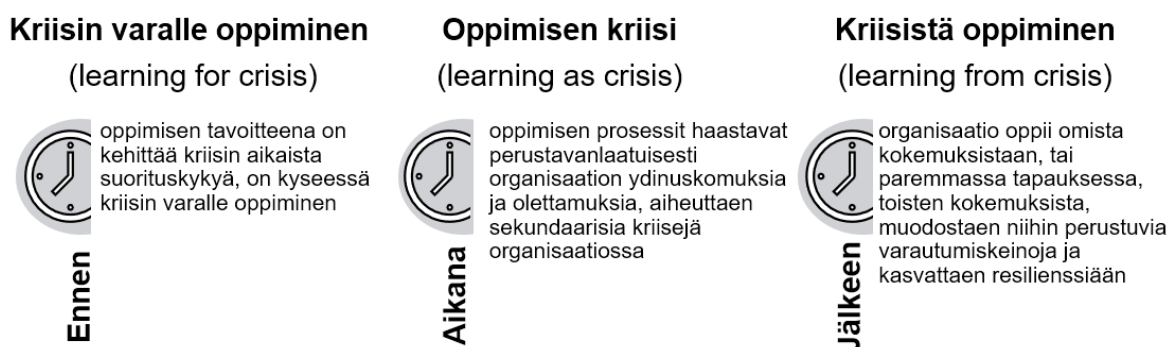 Kriisin varalle oppiminen
(learning for crisis)
oppimisen tavoitteena on
kehittää kriisin aikaista
suorituskykyä, on kyseessä
kriisin varalle oppiminen
Ennen
Oppimisen kriisi
(learning as crisis)
oppimisen prosessit haastavat
perustavanlaatuisesti
organisaation ydinuskomuksia
ja olettamuksia, aiheuttaen
sekundaarisia kriisejä
organisaatiossa
Aikana
Kriisistä oppiminen
(learning from crisis)
organisaatio oppii omista
kokemuksistaan, tai
paremmassa tapauksessa,
toisten kokemuksista,
muodostaen niihin perustuvia
varautumiskeinoja ja
kasvattaen resilienssiään
Jälkeen